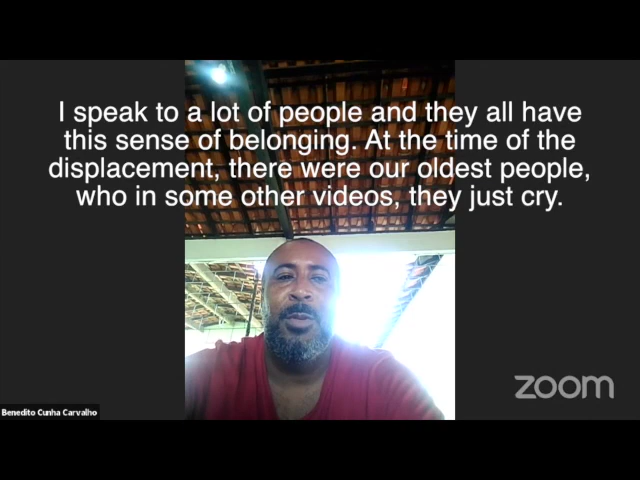 I speak to a lot of people and they all have
this sense of belonging. At the time of the
displacement, there were our oldest people,
who in some other videos, they just cry.
zoom
Benedito Cunha Carvalho